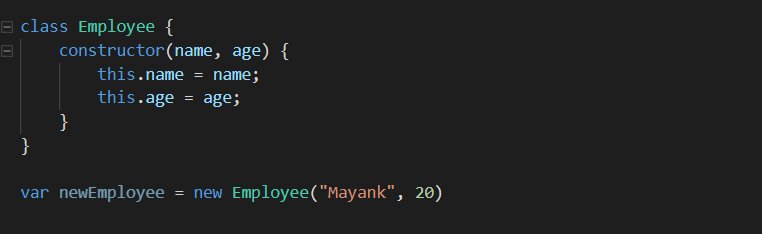 class Employee {
    constructor(name, age) {
        this.name = name;
        this.age = age;
    }
}
var newEmployee = new Employee("Mayank", 20)